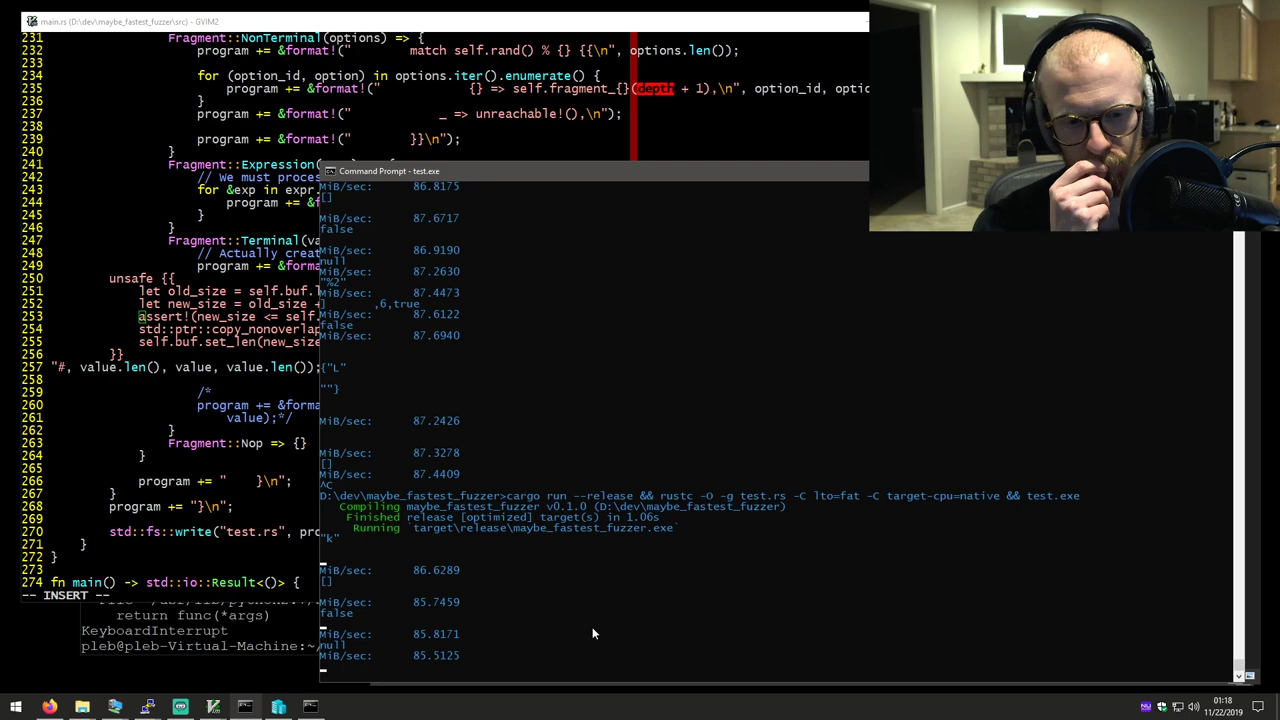 main.rs (D:\dev\maybe_fastest_fuzzer\src) - GVIM2
231 Fragment::NonTerminal(options) => {
232 program += &format!(" match self.rand() % {} {{\n", options.len());
233
234 for (option_id, option) in options.iter().enumerate() {
235 program += &format!(" {} => self.fragment_{}(depth + 1),\n", option_id, optio
236 }
237 program += &format!(" _ => unreachable!(),\n");
238
239 program += &format!(" }}\n");
240 }
241 Fragment::Expression(
242 // We must proces
243 for &exp in expr.
244 program += &f
245 }
246 }
247 Fragment::Terminal(va
248 // Actually creat
249 program += &forma
250 unsafe {{
251 let old_size = self.buf.l
252 let new_size = old_size +
253 assert!(new_size <= self.
254 std::ptr::copy_nonoverlap
255 self.buf.set_len(new_size
256 }}
257 "#, value.len(), value, value.len());
258
259 /*
260 program += &forma
261 value);*/
262 }
263 Fragment::Nop => {}
264 }
265
266 program += " }\n";
267 }
268 program += "}\n";
269
270 std::fs::write("test.rs", pro
271 }
272 }
273
274 fn main() -> std::io::Result<()> {
-- INSERT --
return func(*args)
KeyboardInterrupt
pleb@pleb-Virtual-Machine:~/
Command Prompt - test.exe
MiB/sec: 86.8175
[]
MiB/sec: 87.6717
false
MiB/sec: 86.9190
null
MiB/sec: 87.2630
"%2"
MiB/sec: 87.4473
] ,6,true
MiB/sec: 87.6122
false
MiB/sec: 87.6940
{"L"
""}
MiB/sec: 87.2426
MiB/sec: 87.3278
[]
MiB/sec: 87.4409
^C
D:\dev\maybe_fastest_fuzzer>cargo run --release && rustc -O -g test.rs -C lto=fat -C target-cpu=native && test.exe
Compiling maybe_fastest_fuzzer v0.1.0 (D:\dev\maybe_fastest_fuzzer)
Finished release [optimized] target(s) in 1.06s
Running `target\release\maybe_fastest_fuzzer.exe`
"k"
MiB/sec: 86.6289
[]
MiB/sec: 85.7459
false
MiB/sec: 85.8171
null
MiB/sec: 85.5125
01:18
11/22/2019